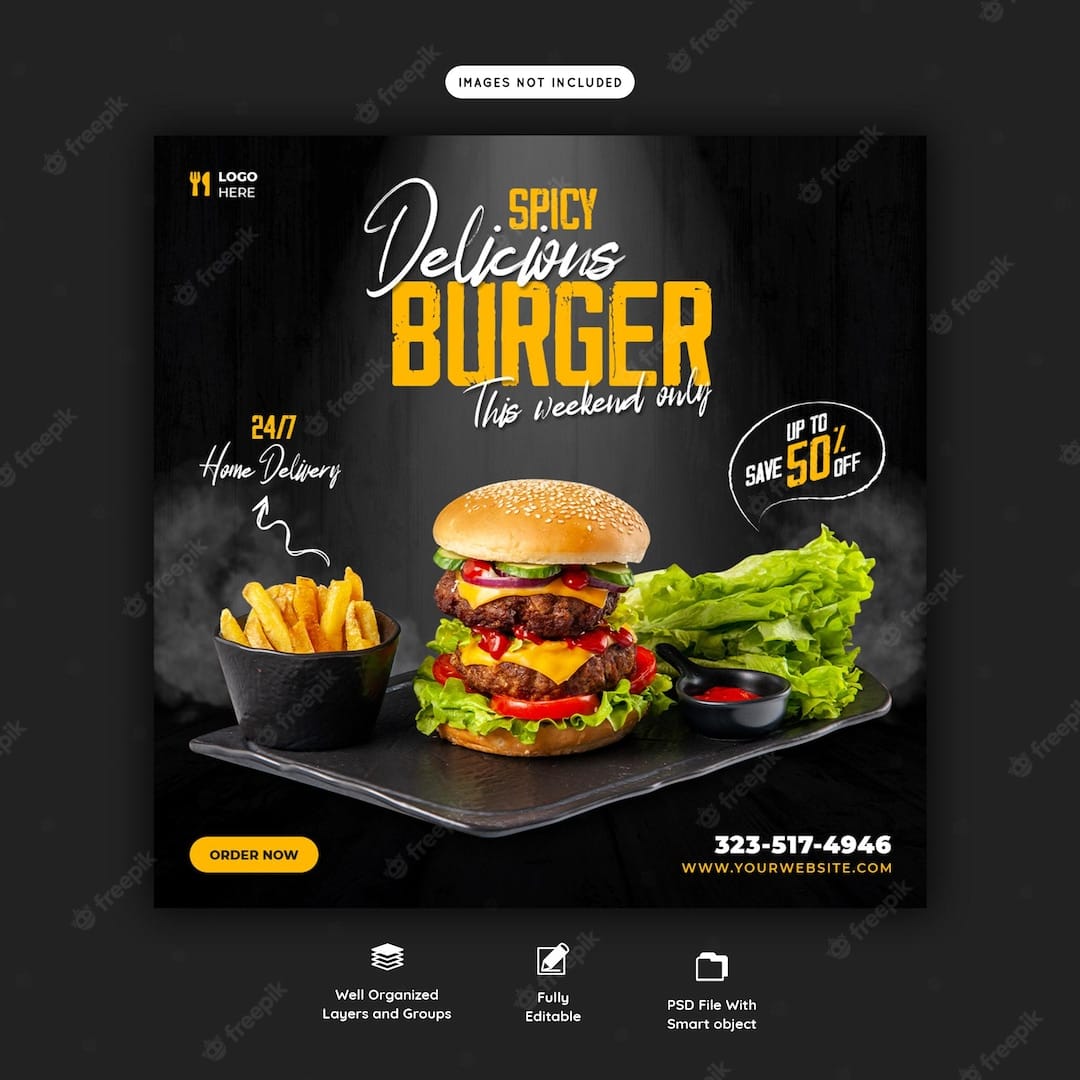 IMAGES NOT INCLUDED
LOGO
HERE
SPICY
Delicious
BURGER
This weekend only
24/7
Home Delivery
UP TO
SAVE 50% OFF
ORDER NOW
323-517-4946
WWW.YOURWEBSITE.COM
Well Organized
Layers and Groups
Fully
Editable
PSD File With
Smart object
freepik